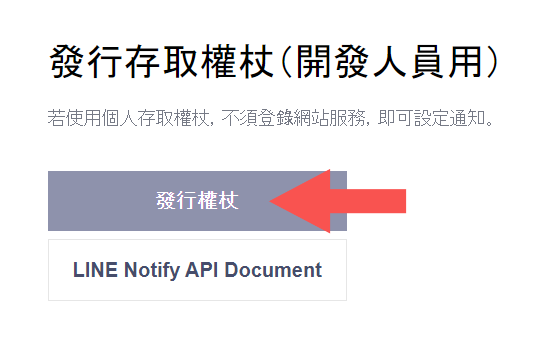 發行存取權杖(開發人員用)
若使用個人存取權杖, 不須登錄網站服務, 即可設定通知。
發行權杖
LINE Notify API Document